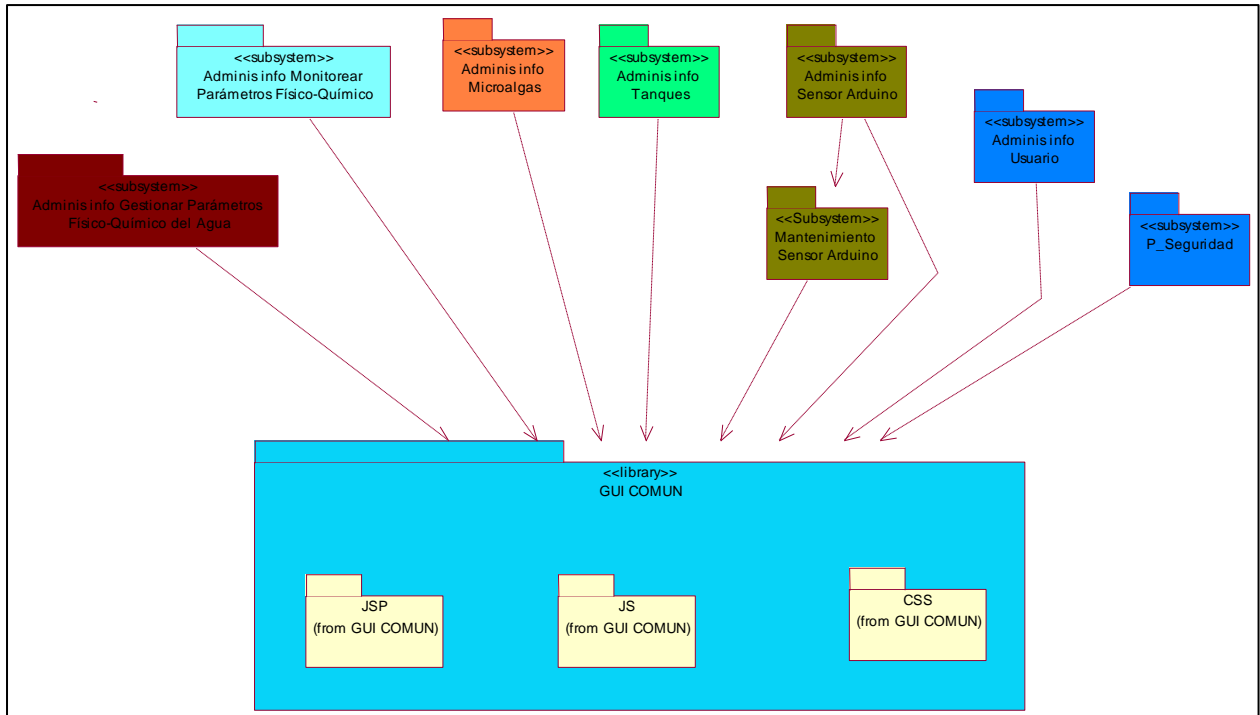 <<subsystem>>
Adminis info Monitorear
Parámetros Físico-Químico
<<subsystem>>
Adminis info
Microalgas
<<subsystem>>
Adminis info
Tanques
<<subsystem>>
Adminis info
Sensor Arduino
<<subsystem>>
Adminis info
Usuario
<<subsystem>>
Adminis info Gestionar Parámetros
Físico-Químico del Agua
<<Subsystem>>
Mantenimiento
Sensor Arduino
<<subsystem>>
P_Seguridad
<<library>>
GUI COMUN
JSP
(from GUI COMUN)
JS
(from GUI COMUN)
CSS
(from GUI COMUN)